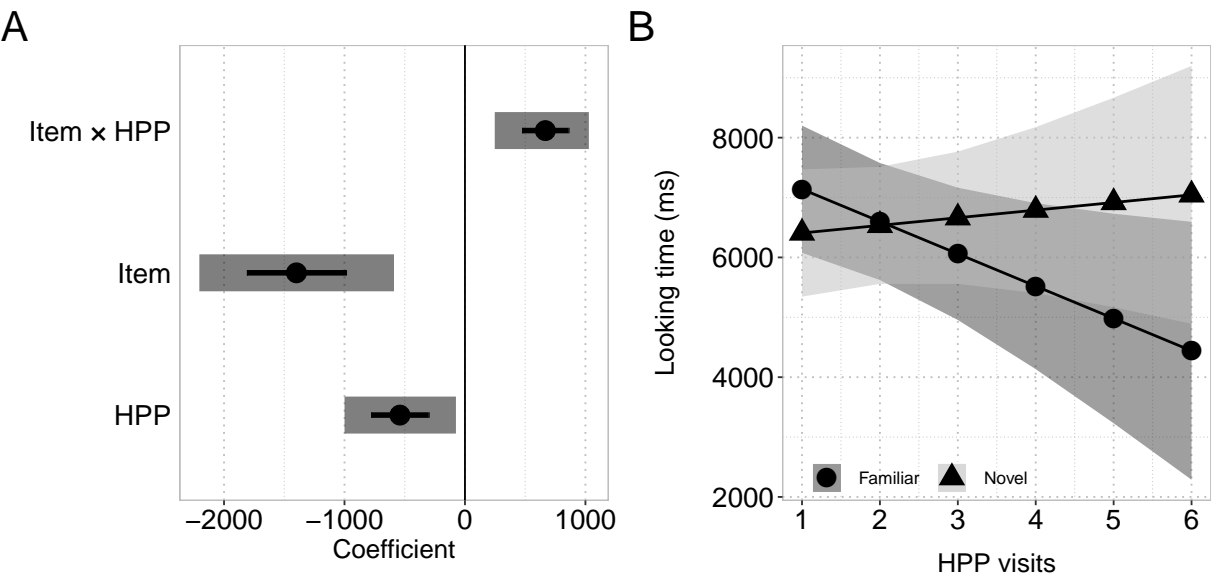 A
Item × HPP
Item
HPP
−2000 −1000 0 1000
Coefficient
B
Looking time (ms)
8000
6000
4000
2000
Familiar Novel
1 2 3 4 5 6
HPP visits